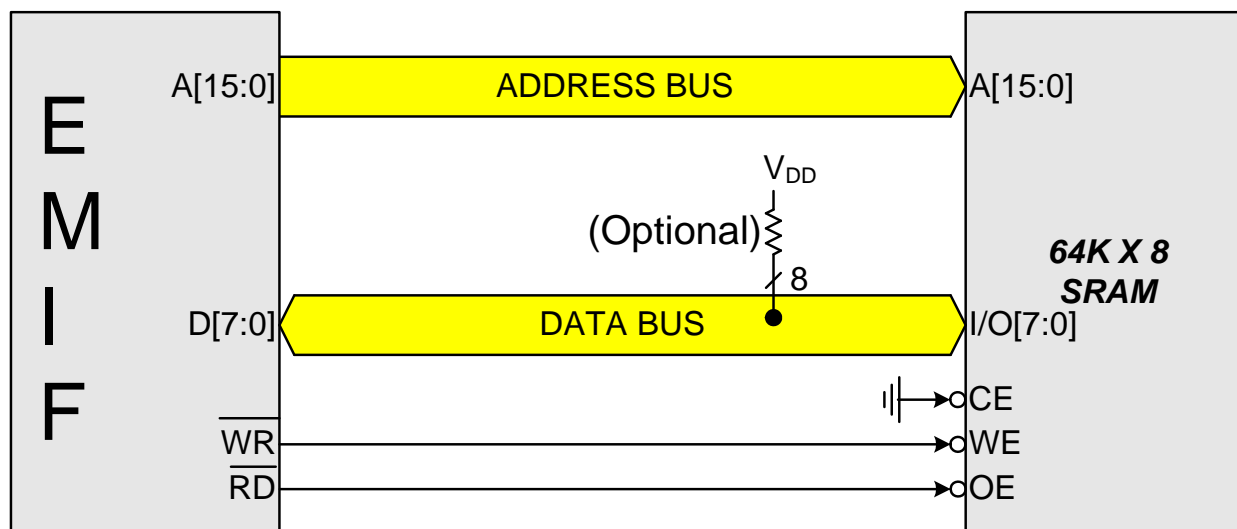 EMIF
A[15:0]
ADDRESS BUS
A[15:0]
VDD
(Optional)
8
64K X 8
SRAM
D[7:0]
DATA BUS
I/O[7:0]
CE
WR
WE
RD
OE